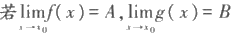 若lim f(x)=A,lim g(x)=B
x→x₀ x→x₀